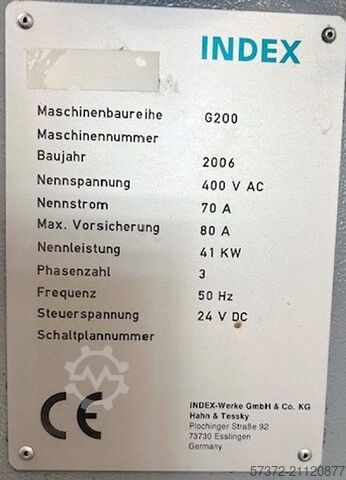 INDEX
Maschinenbaureihe G200
Maschinennummer
Baujahr 2006
Nennspannung 400 V AC
Nennstrom 70 A
Max. Vorsicherung 80 A
Nennleistung 41 KW
Phasenzahl 3
Frequenz 50 Hz
Steuerspannung 24 V DC
Schaltplannummer
CE
INDEX-Werke GmbH & Co. KG
Hahn & Tessky
Plochinger Straße 92
73730 Esslingen
Germany
57372-21120877